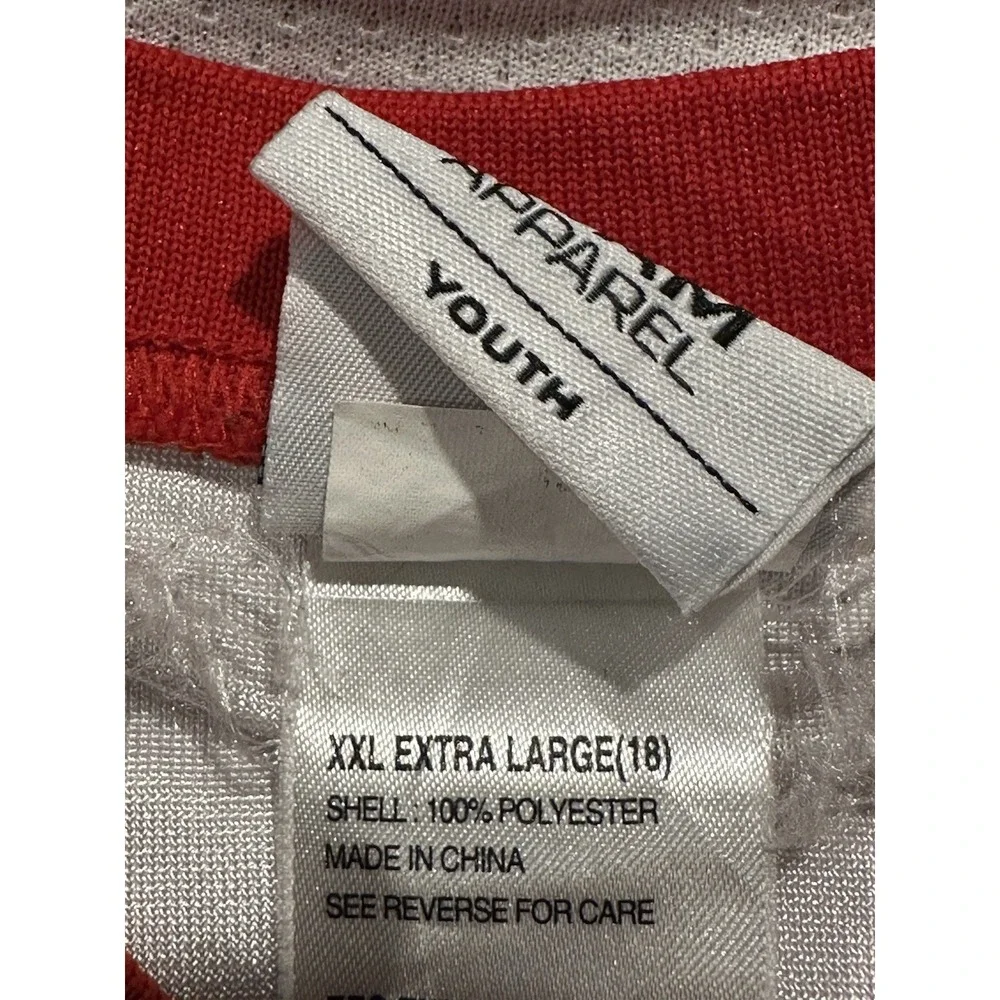 APPAREL
YOUTH
XXL EXTRA LARGE(18)
SHELL : 100% POLYESTER
MADE IN CHINA
SEE REVERSE FOR CARE